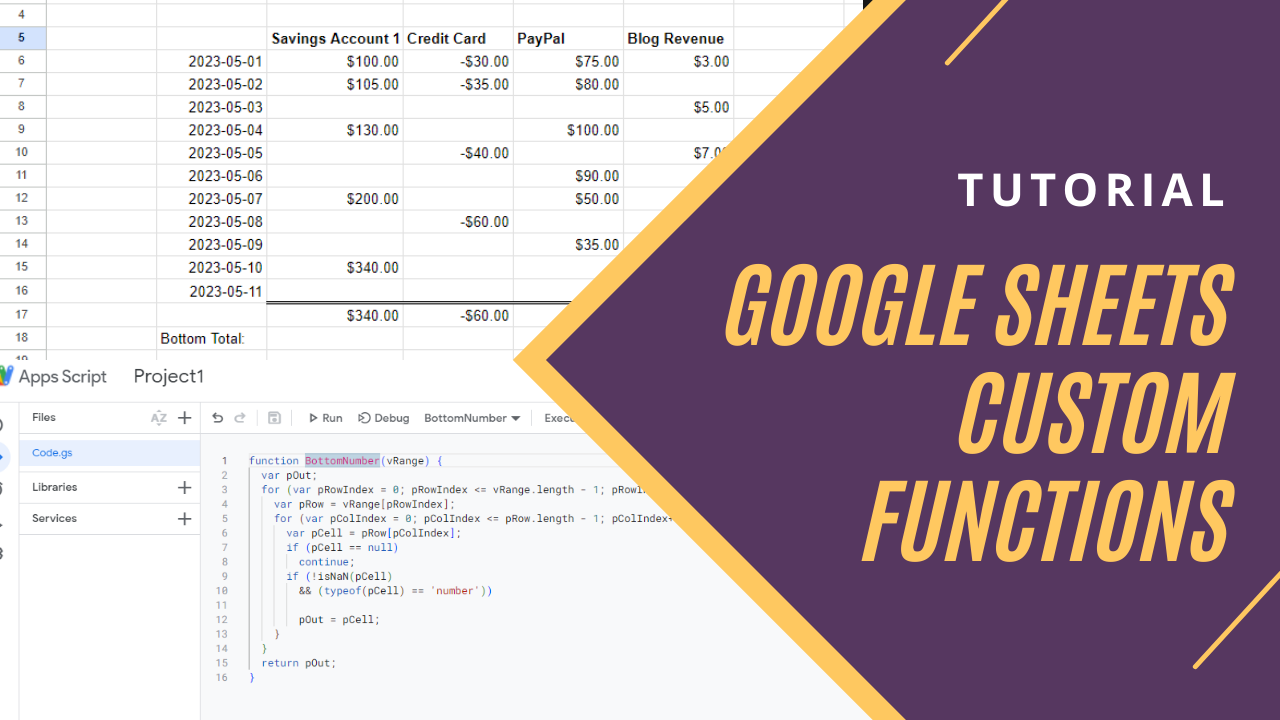 4
5 Savings Account 1 Credit Card PayPal Blog Revenue
6 2023-05-01 $100.00 -$30.00 $75.00 $3.00
7 2023-05-02 $105.00 -$35.00 $80.00
8 2023-05-03 $5.00
9 2023-05-04 $130.00 $100.00
10 2023-05-05 -$40.00
11 2023-05-06 $90.00
12 2023-05-07 $200.00 $50.00
13 2023-05-08 -$60.00
14 2023-05-09 $35.00
15 2023-05-10 $340.00
16 2023-05-11
17 $340.00 -$60.00
18 Bottom Total:
Apps Script Project1
Files AZ Run Debug BottomNumber
Code.gs
Libraries
Services
1 function BottomNumber(vRange) {
2 var pOut;
3 for (var pRowIndex = 0; pRowIndex <= vRange.length - 1;
4 var pRow = vRange[pRowIndex];
5 for (var pColIndex = 0; pColIndex <= pRow.length - 1; pColIndex
6 var pCell = pRow[pColIndex];
7 if (pCell == null)
8 continue;
9 if (!isNaN(pCell)
10 && (typeof(pCell) == 'number'))
11
12 pOut = pCell;
13 }
14 }
15 return pOut;
16 }
TUTORIAL
GOOGLE SHEETS
CUSTOM
FUNCTIONS